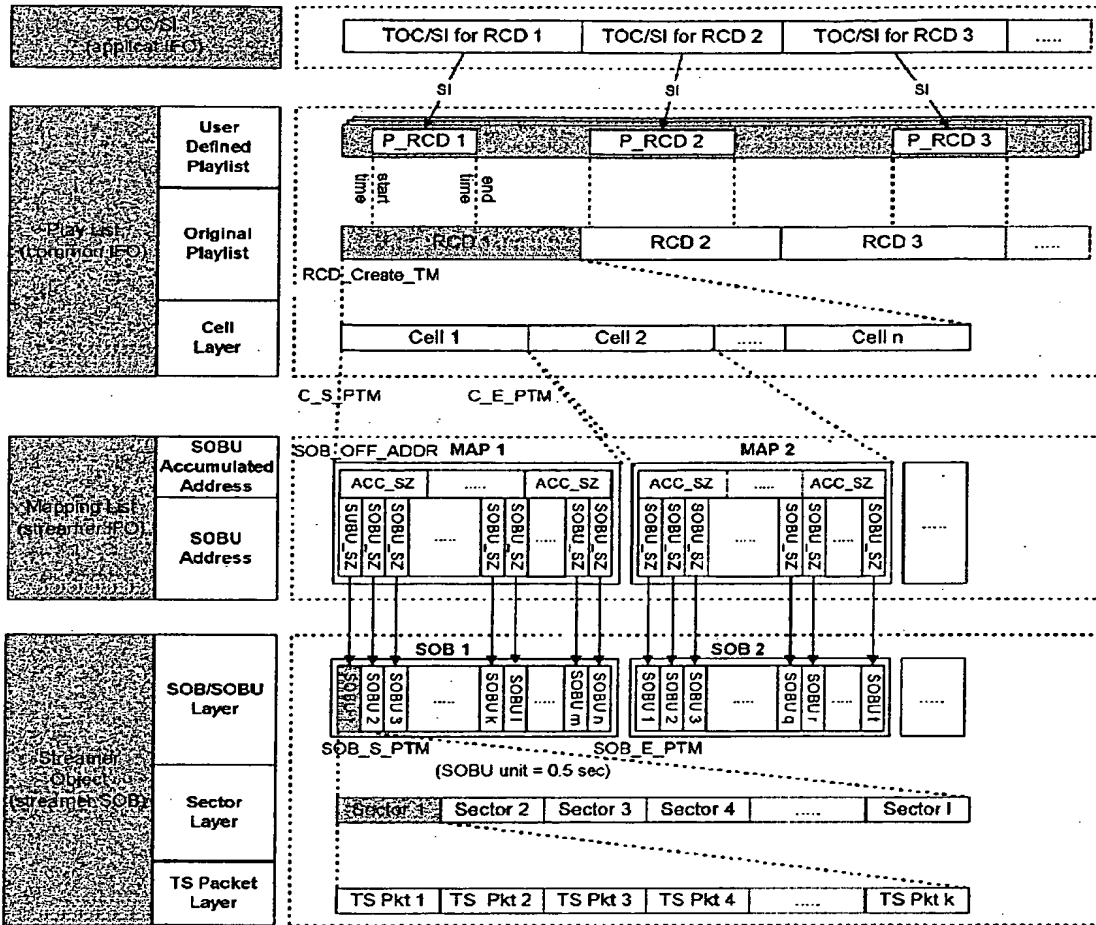 TOC/SI
(applicat.IFO)
TOC/SI for RCD 1
TOC/SI for RCD 2
TOC/SI for RCD 3
.....
SI
SI
SI
Play List
(common IFO)
User
Defined
Playlist
P_RCD 1
P_RCD 2
P_RCD 3
start
time
end
time
Original
Playlist
RCD 1
RCD 2
RCD 3
.....
RCD_Create_TM
Cell
Layer
Cell 1
Cell 2
.....
Cell n
C_S_PTM
C_E_PTM
Mapping List
(streamer IFO)
SOBU
Accumulated
Address
SOBU
Address
SOB_OFF_ADDR
MAP 1
MAP 2
ACC_SZ
.....
ACC_SZ
ACC_SZ
.....
ACC_SZ
SOBU_SZ
SOBU_SZ
SOBU_SZ
.....
SOBU_SZ
SOBU_SZ
.....
SOBU_SZ
SOBU_SZ
SOBU_SZ
SOBU_SZ
SOBU_SZ
.....
SOBU_SZ
SOBU_SZ
.....
SOBU_SZ
.....
Streamer
Object
(streamer SOB)
SOB/SOBU
Layer
SOB 1
SOB 2
SOBU 1
SOBU 2
SOBU 3
.....
SOBU k
SOBU l
.....
SOBU m
SOBU n
SOBU 1
SOBU 2
SOBU 3
.....
SOBU q
SOBU r
.....
SOBU t
.....
SOB_S_PTM
SOB_E_PTM
(SOBU unit = 0.5 sec)
Sector
Layer
Sector 1
Sector 2
Sector 3
Sector 4
.....
Sector l
TS Packet
Layer
TS Pkt 1
TS Pkt 2
TS Pkt 3
TS Pkt 4
.....
TS Pkt k